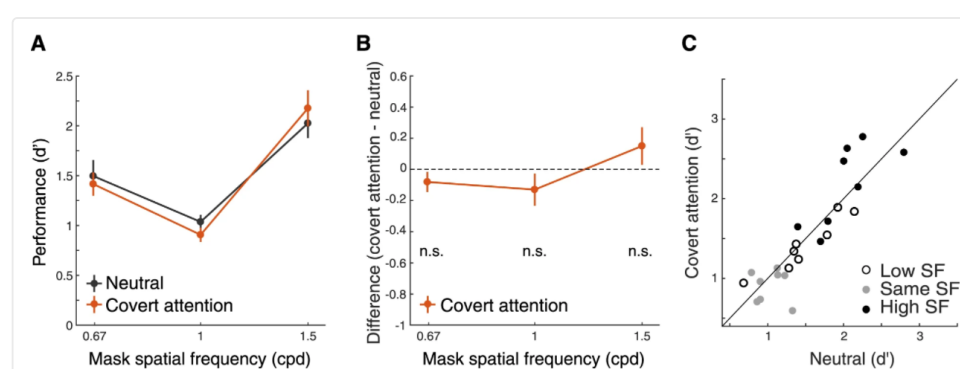 A
Performance (d')
2.5
2
1.5
1
0.5
0
Neutral
Covert attention
0.67
1
1.5
Mask spatial frequency (cpd)
B
Difference (covert attention - neutral)
0.6
0.4
0.2
0
-0.2
-0.4
-0.6
-0.8
-1
n.s.
n.s.
n.s.
Covert attention
0.67
1
1.5
Mask spatial frequency (cpd)
C
Covert attention (d')
3
2
1
Low SF
Same SF
High SF
1
2
3
Neutral (d')